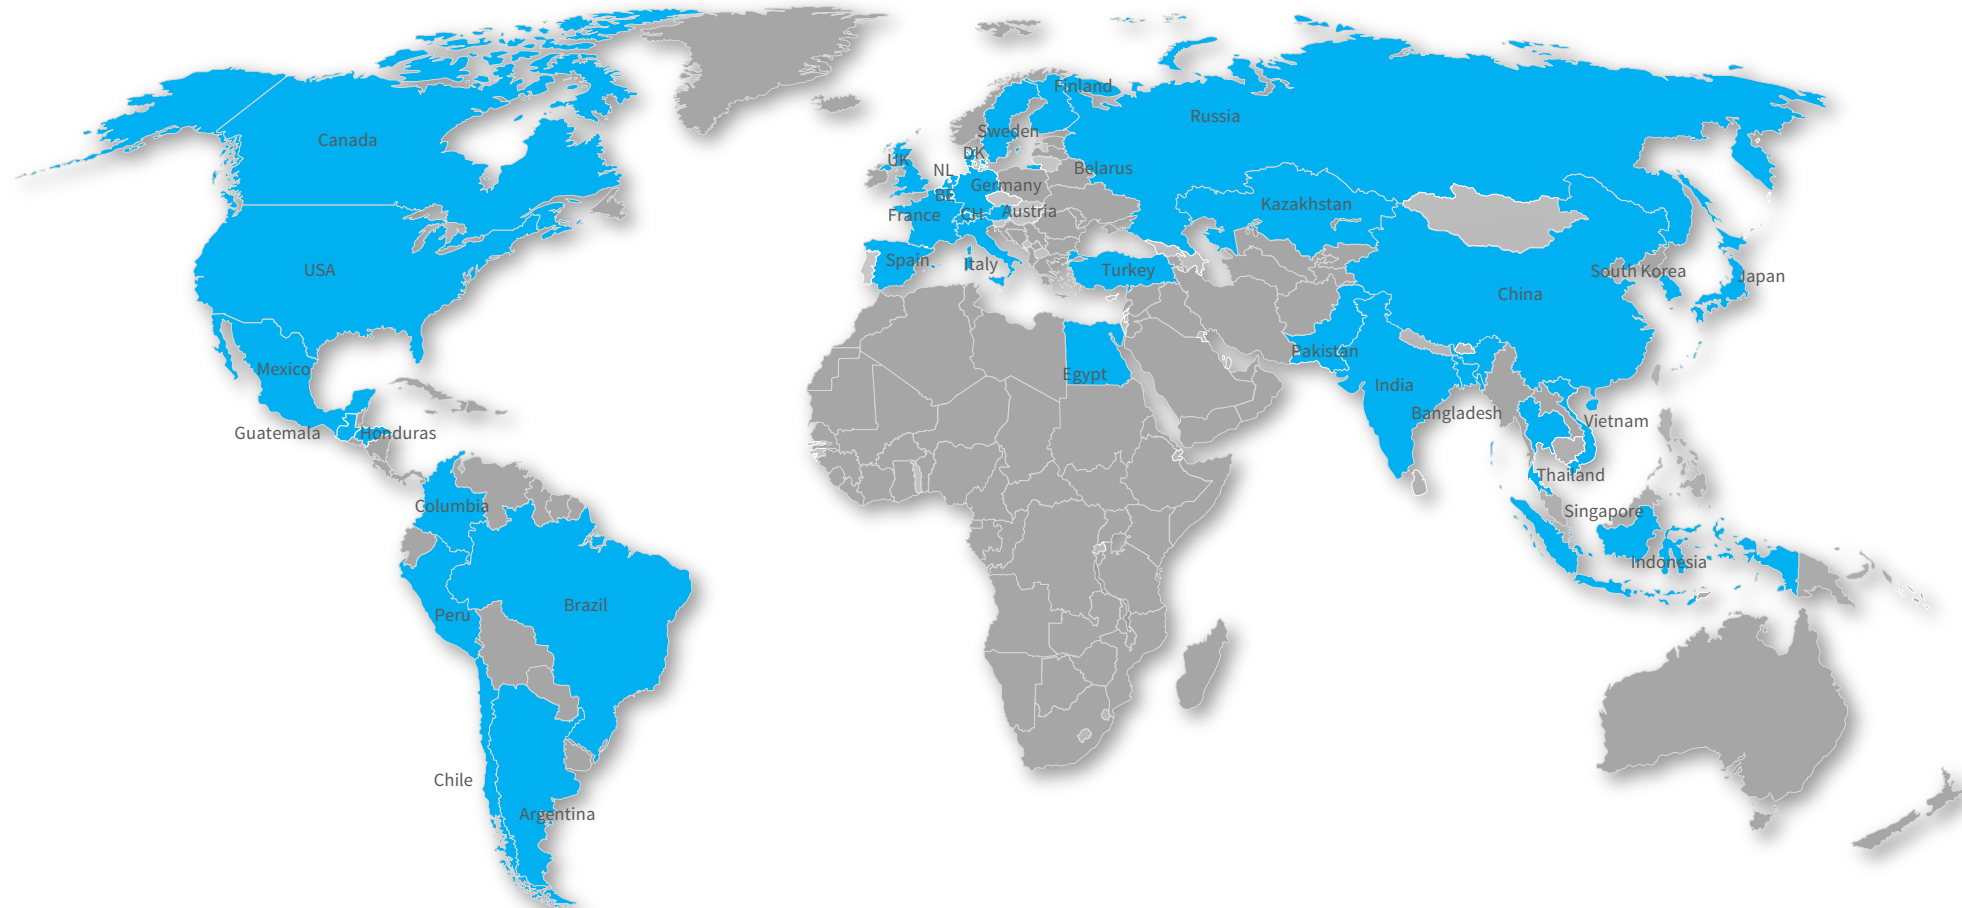 Finland
Russia
Canada
Sweden
DK
UK
NL
Belarus
Germany
BE
France
CH
Austria
Kazakhstan
Spain
Italy
Turkey
USA
South Korea
Japan
China
Pakistan
Mexico
Egypt
India
Bangladesh
Vietnam
Guatemala
Honduras
Thailand
Columbia
Singapore
Indonesia
Brazil
Peru
Chile
Argentina